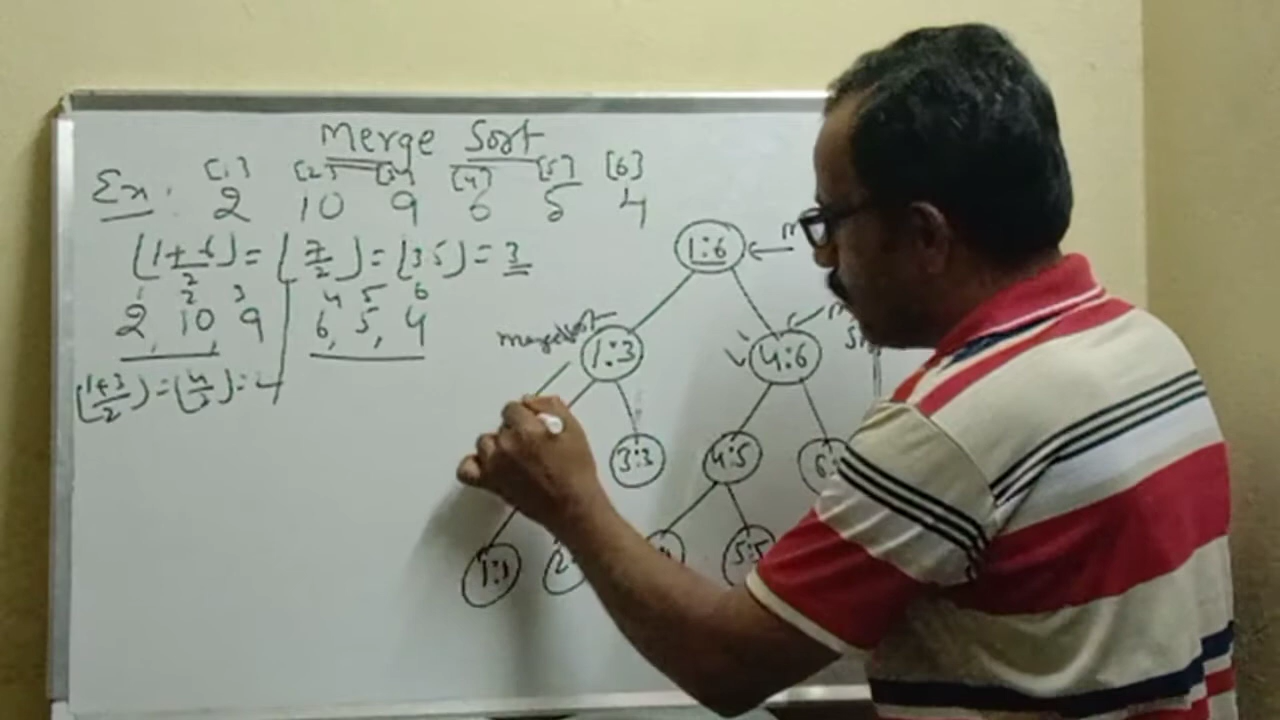 Merge Sort
[1] [2] [3] [4] [5] [6]
Ex: 2 10 9 6 5 4
(1+6/2) = (7/2) = (3.5) = 3
1 2 3 4 5 6
2, 10, 9 6, 5, 4
(1+3/2) = (4/2) =
1:6
1:3 4:6
3:3 4:5
1:1 5:5